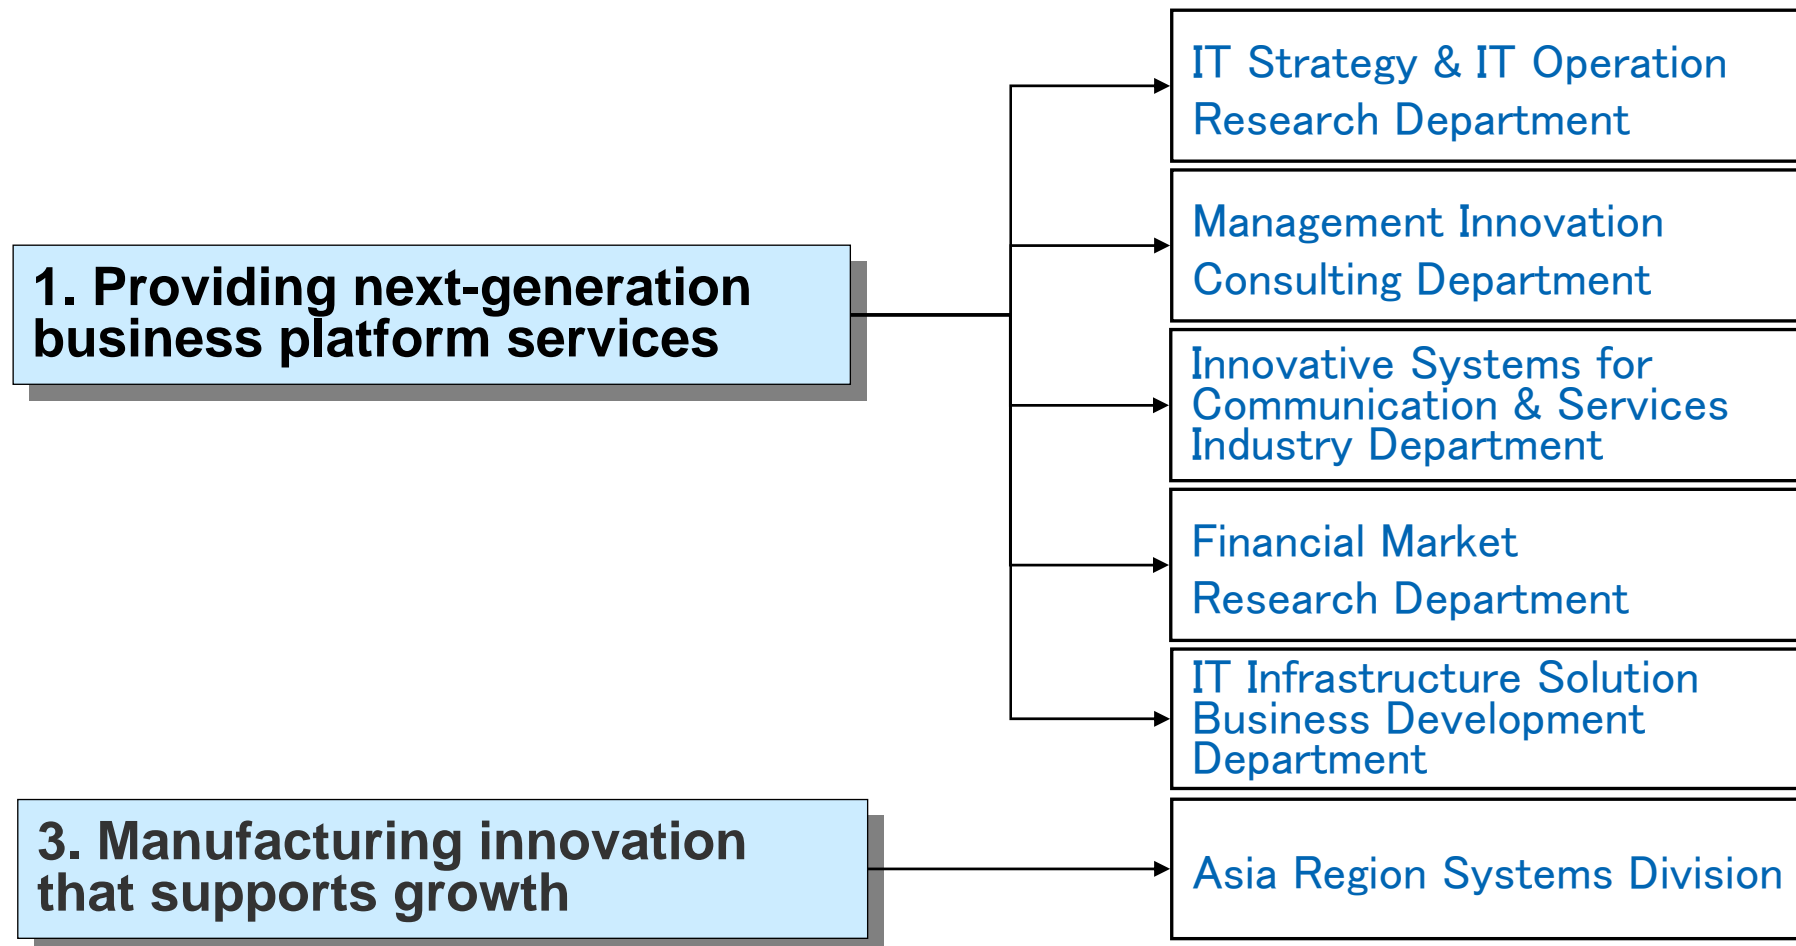 IT Strategy & IT Operation
Research Department
Management Innovation
Consulting Department
1. Providing next-generation
business platform services
Innovative Systems for
Communication & Services
Industry Department
Financial Market
Research Department
IT Infrastructure Solution
Business Development
Department
3. Manufacturing innovation
that supports growth
Asia Region Systems Division